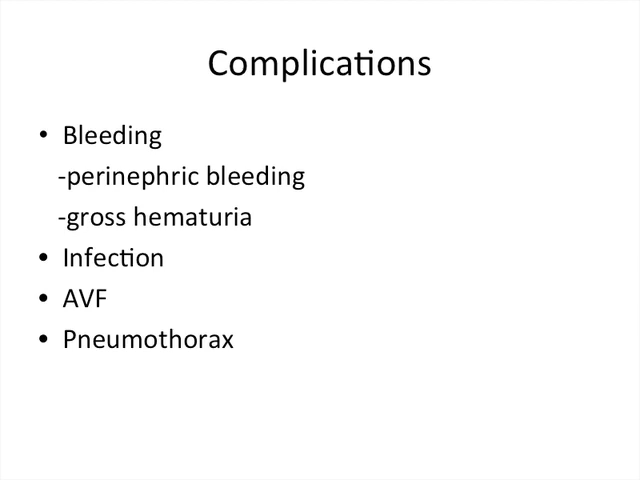 Complications
• Bleeding
-perinephric bleeding
-gross hematuria
• Infection
• AVF
• Pneumothorax